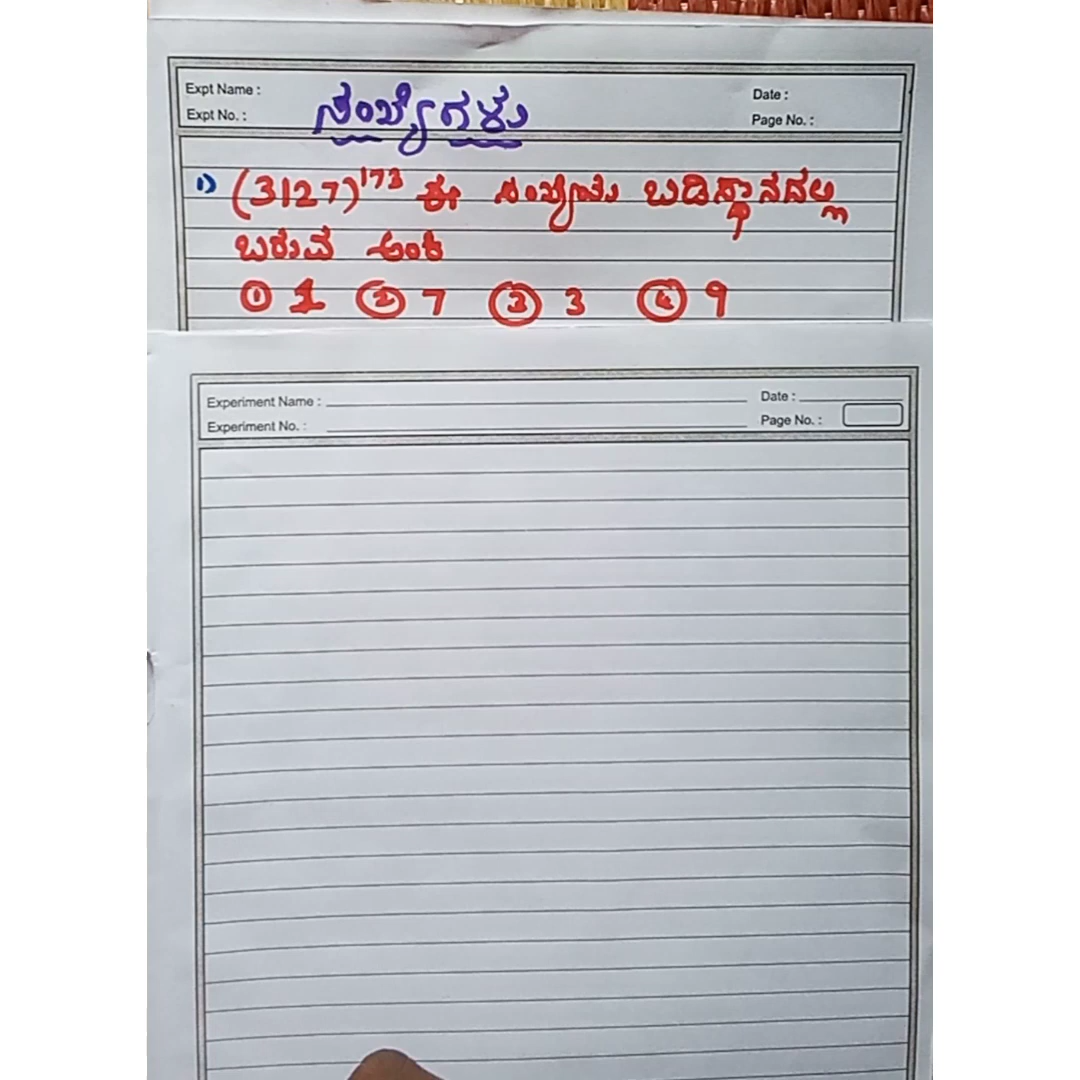 Expt Name : Date :
Expt No. : Page No. :
ಸಂಖ್ಯೆಗಳು
1) (3127)¹⁷³ ಈ ಸಂಖ್ಯೆಯ ಬಿಡಿಸ್ಥಾನದಲ್ಲಿ
ಬರುವ ಅಂಕಿ
① 1 ② 7 ③ 3 ④ 9
Experiment Name : Date :
Experiment No. : Page No. :